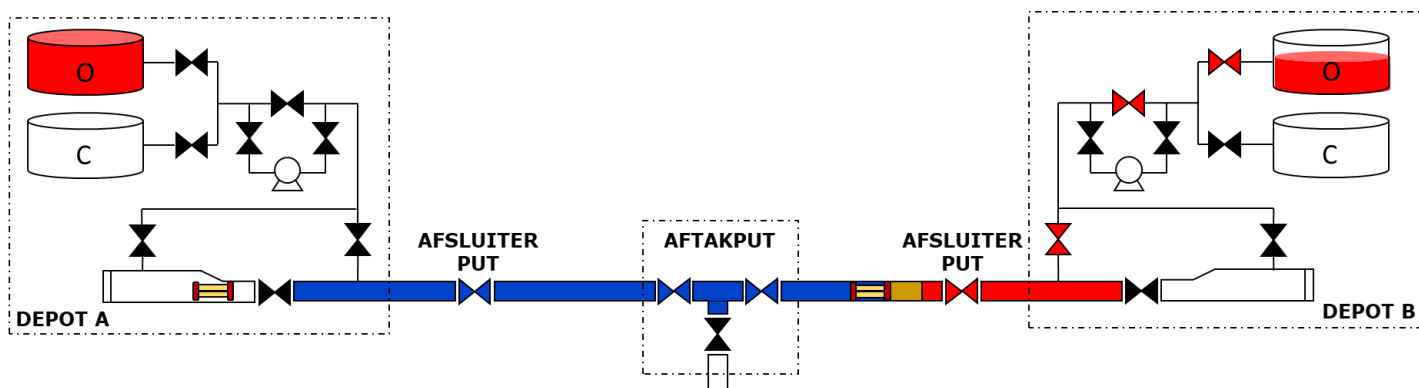 O
C
DEPOT A
AFSLUITER
PUT
AFTAKPUT
AFSLUITER
PUT
O
C
DEPOT B